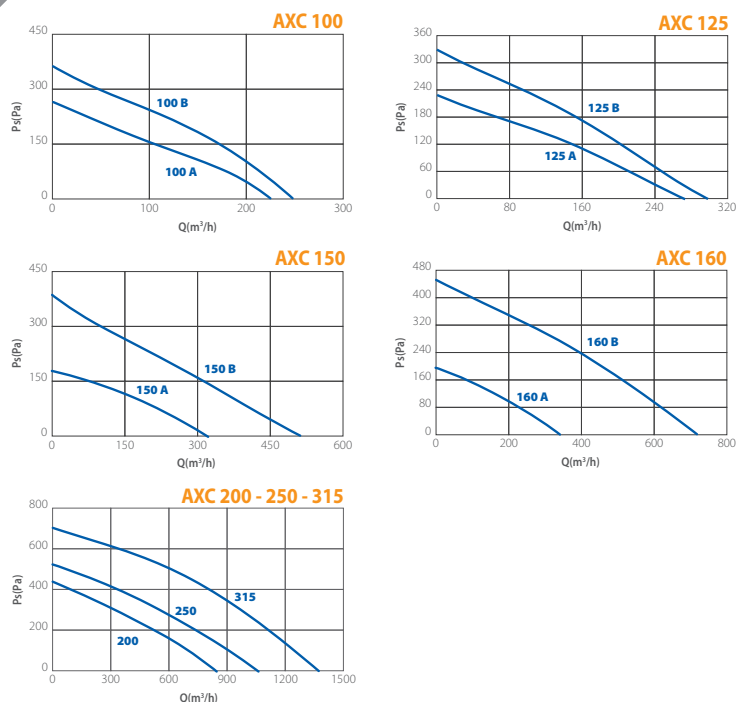 AXC 100
450
300
150
0
Ps(Pa)
100 B
100 A
0 100 200 300
Q(m³/h)
AXC 125
360
300
240
180
120
60
0
Ps(Pa)
125 B
125 A
0 80 160 240 320
Q(m³/h)
AXC 150
450
300
150
0
Ps(Pa)
150 B
150 A
0 150 300 450 600
Q(m³/h)
AXC 160
480
400
320
240
160
80
0
Ps(Pa)
160 B
160 A
0 200 400 600 800
Q(m³/h)
AXC 200 - 250 - 315
800
600
400
200
0
Ps(Pa)
315
250
200
0 300 600 900 1200 1500
Q(m³/h)